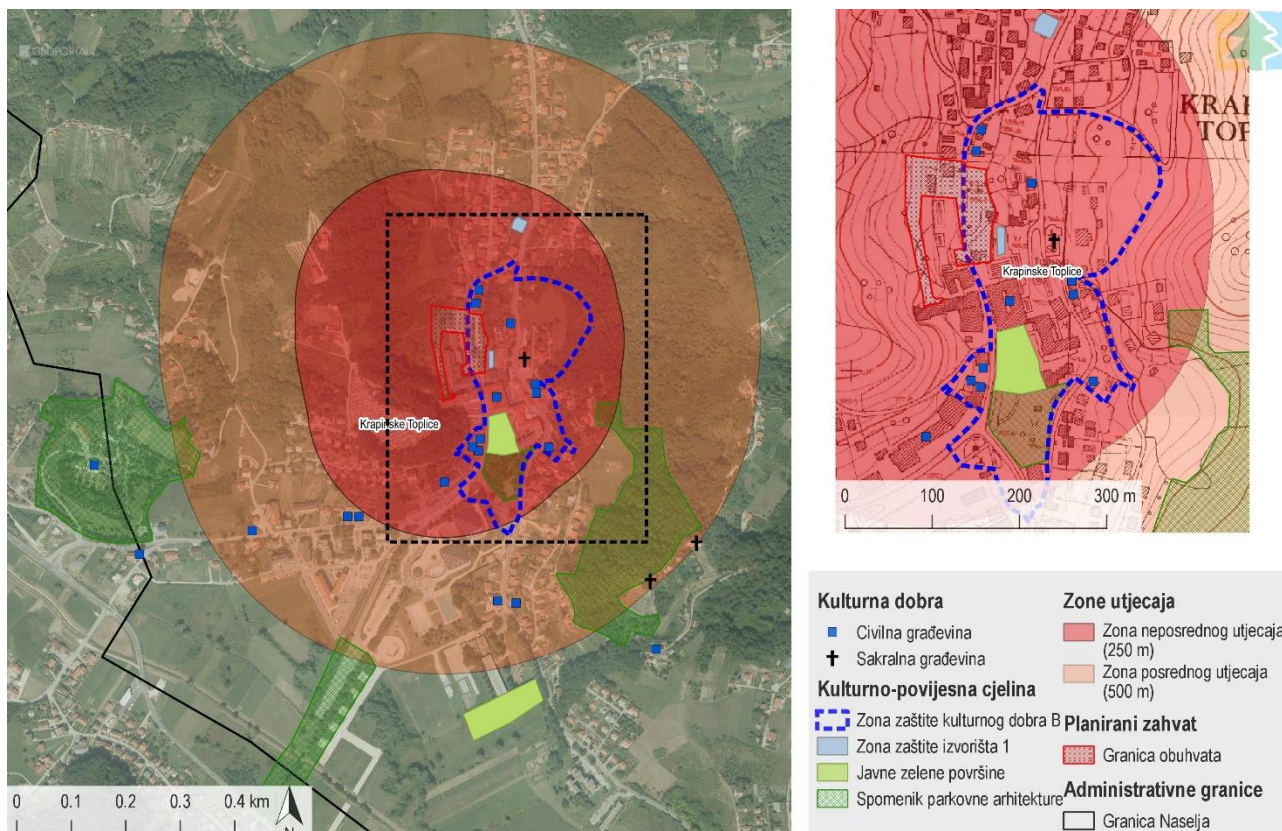 GEOPORTAL
Krapinske Toplice
0 0.1 0.2 0.3 0.4 km
N
TOP
Krapinske Toplice
0 100 200 300 m
Kulturna dobra
Civilna građevina
Sakralna građevina
Kulturno-povijesna cjelina
Zona zaštite kulturnog dobra B
Zona zaštite izvorišta 1
Javne zelene površine
Spomenik parkovne arhitekture
Zone utjecaja
Zona neposrednog utjecaja
(250 m)
Zona posrednog utjecaja
(500 m)
Planirani zahvat
Granica obuhvata
Administrativne granice
Granica Naselja